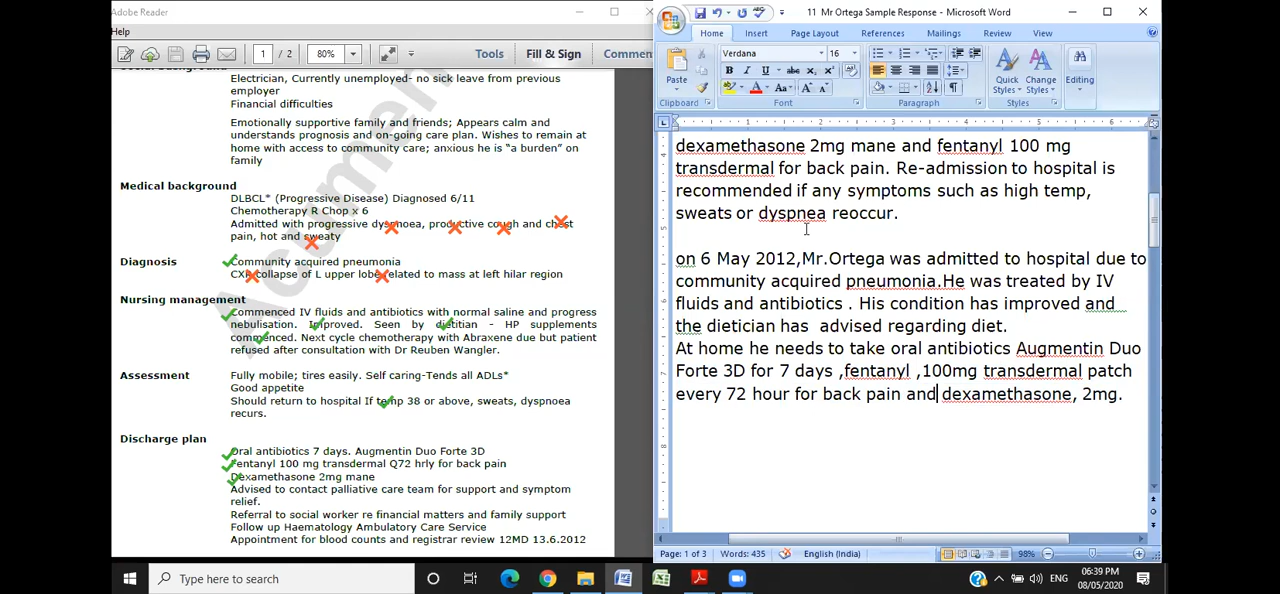 Adobe Reader
11 Mr Ortega Sample Response - Microsoft Word
Help
Home Insert Page Layout References Mailings Review View
1 / 2 80% Tools Fill & Sign Commen
Verdana 16
Paste
Quick Styles
Change Styles
Editing
Clipboard Font Paragraph Styles
Electrician, Currently unemployed- no sick leave from previous
employer
Financial difficulties
Emotionally supportive family and friends; Appears calm and
understands prognosis and on-going care plan. Wishes to remain at
home with access to community care; anxious he is "a burden" on
family
Medical background
DLBCL* (Progressive Disease) Diagnosed 6/11
Chemotherapy R Chop x 6
Admitted with progressive dyspnoea, productive cough and chest
pain, hot and sweaty
Diagnosis Community acquired pneumonia
CXR collapse of L upper lobe related to mass at left hilar region
Nursing management
Commenced IV fluids and antibiotics with normal saline and progress
nebulisation. Improved. Seen by dietitian - HP supplements
commenced. Next cycle chemotherapy with Abraxene due but patient
refused after consultation with Dr Reuben Wangler.
Assessment Fully mobile; tires easily. Self caring-Tends all ADLs*
Good appetite
Should return to hospital If temp 38 or above, sweats, dyspnoea
recurs.
Discharge plan
Oral antibiotics 7 days. Augmentin Duo Forte 3D
Fentanyl 100 mg transdermal Q72 hrly for back pain
Dexamethasone 2mg mane
Advised to contact palliative care team for support and symptom
relief.
Referral to social worker re financial matters and family support
Follow up Haematology Ambulatory Care Service
Appointment for blood counts and registrar review 12MD 13.6.2012
Acumen
dexamethasone 2mg mane and fentanyl 100 mg
transdermal for back pain. Re-admission to hospital is
recommended if any symptoms such as high temp,
sweats or dyspnea reoccur.
on 6 May 2012,Mr.Ortega was admitted to hospital due to
community acquired pneumonia.He was treated by IV
fluids and antibiotics . His condition has improved and
the dietician has advised regarding diet.
At home he needs to take oral antibiotics Augmentin Duo
Forte 3D for 7 days ,fentanyl ,100mg transdermal patch
every 72 hour for back pain and dexamethasone, 2mg.
Page: 1 of 3 Words: 435 English (India) 98%
Type here to search
ENG
06:39 PM
08/05/2020